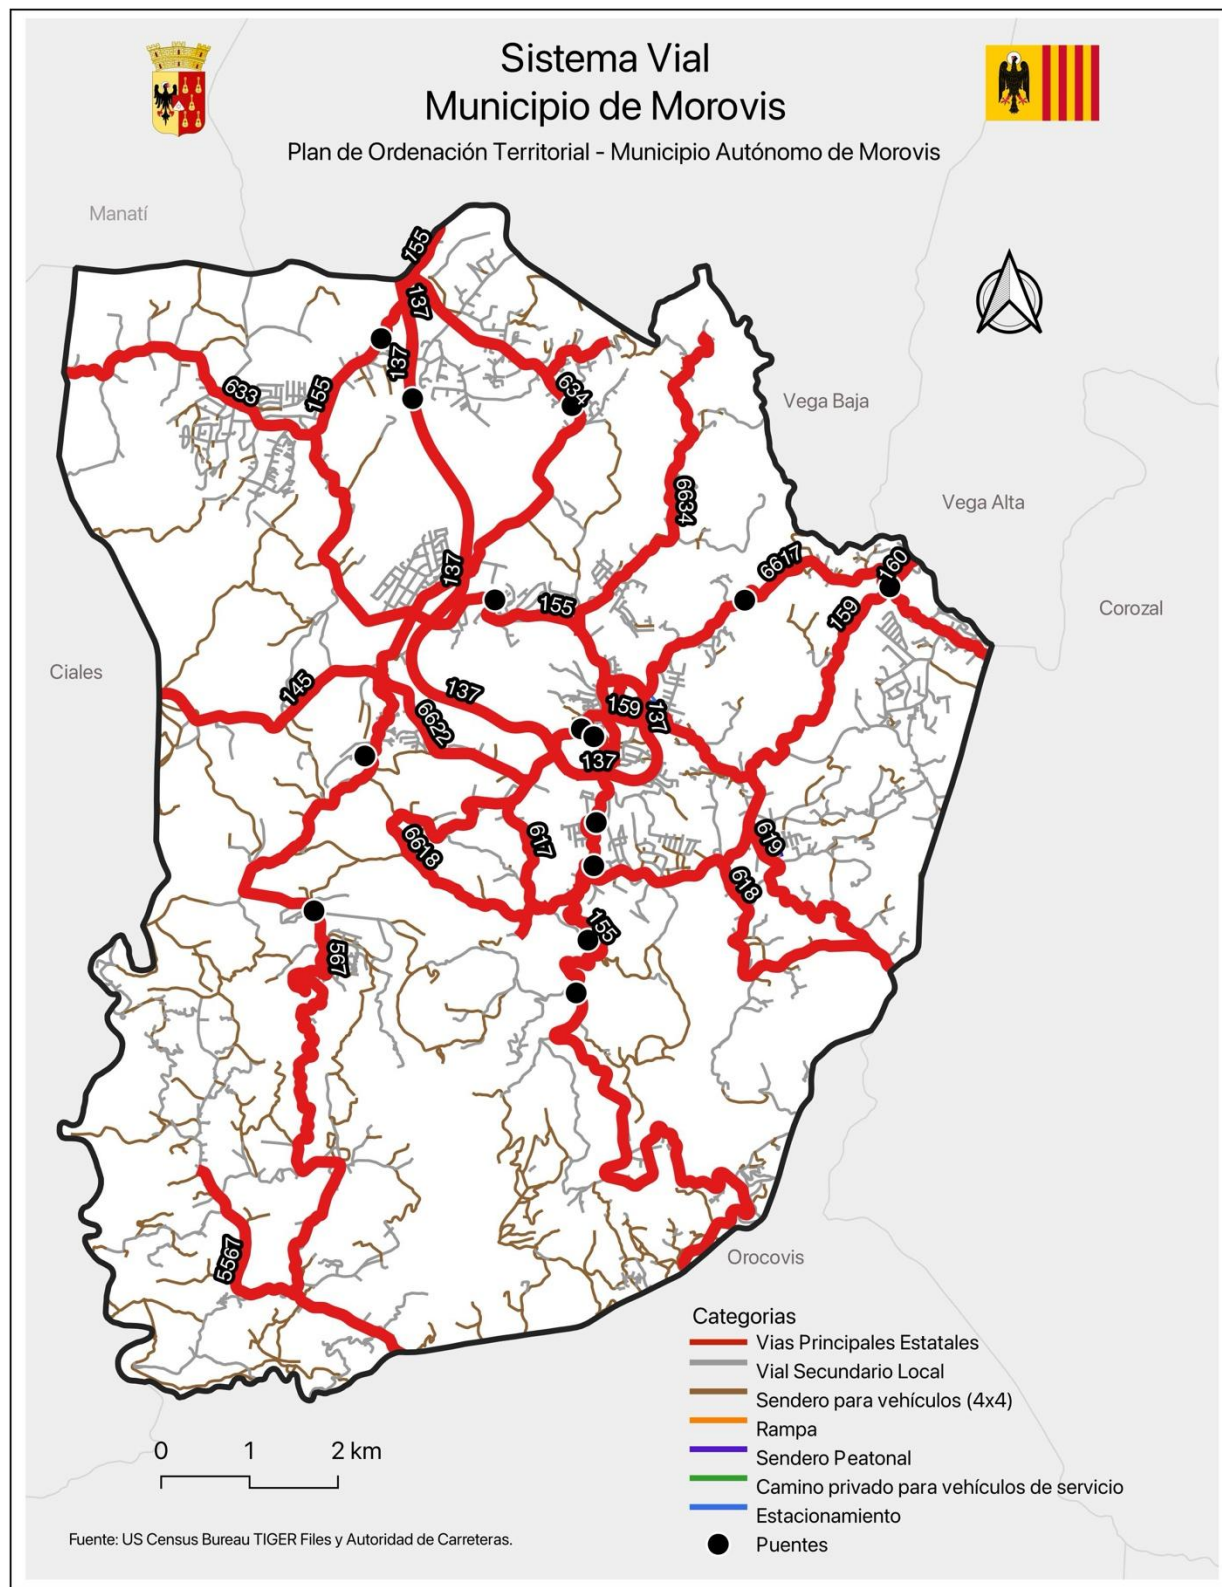 Sistema Vial
Municipio de Morovis
Plan de Ordenación Territorial - Municipio Autónomo de Morovis
Manatí
155
137
137
634
633
155
Vega Baja
6634
Vega Alta
137
6617
160
155
159
Corozal
Ciales
145
137
6622
159
137
137
6618
617
619
618
155
567
5567
Orocovis
Categorias
Vias Principales Estatales
Vial Secundario Local
Sendero para vehículos (4x4)
Rampa
Sendero Peatonal
Camino privado para vehículos de servicio
Estacionamiento
Puentes
0 1 2 km
Fuente: US Census Bureau TIGER Files y Autoridad de Carreteras.